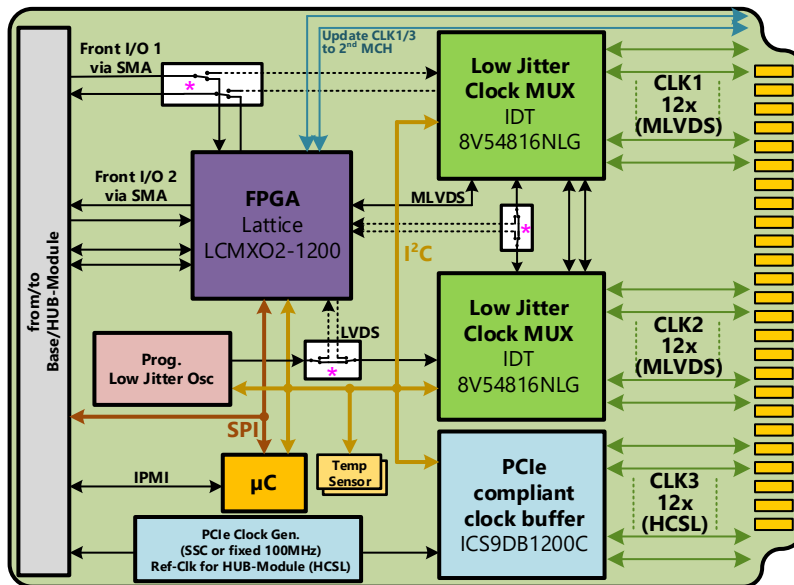 Update CLK1/3
to 2nd MCH
Front I/O 1
via SMA
*
Low Jitter
Clock MUX
IDT
8V54816NLG
CLK1
12x
(MLVDS)
Front I/O 2
via SMA
FPGA
Lattice
LCMXO2-1200
MLVDS
*
I²C
from/to
Base/HUB-Module
Low Jitter
Clock MUX
IDT
8V54816NLG
CLK2
12x
(MLVDS)
LVDS
*
Prog.
Low Jitter Osc
SPI
IPMI
µC
Temp
Sensor
PCIe
compliant
clock buffer
ICS9DB1200C
CLK3
12x
(HCSL)
PCIe Clock Gen.
(SSC or fixed 100MHz)
Ref-Clk for HUB-Module (HCSL)